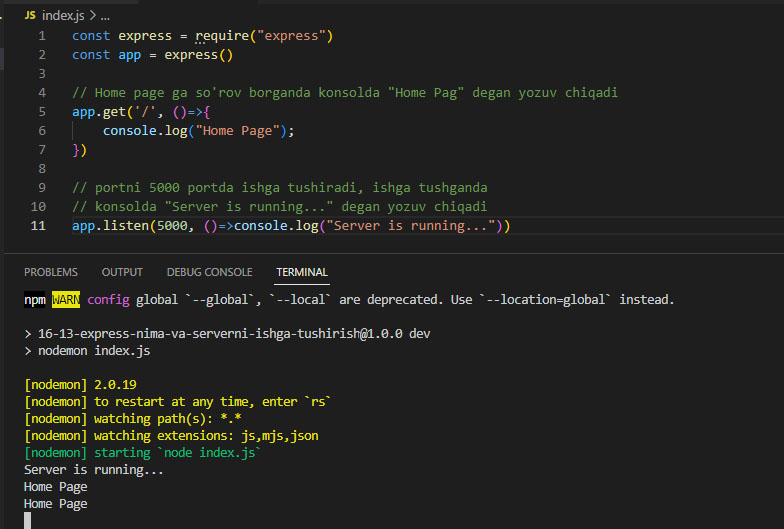 JS index.js > ...
1 const express = require("express")
2 const app = express()
3
4 // Home page ga so'rov borganda konsolda "Home Pag" degan yozuv chiqadi
5 app.get('/', ()=>{
6 console.log("Home Page");
7 })
8
9 // portni 5000 portda ishga tushiradi, ishga tushganda
10 // konsolda "Server is running..." degan yozuv chiqadi
11 app.listen(5000, ()=>console.log("Server is running..."))
PROBLEMS OUTPUT DEBUG CONSOLE TERMINAL
npm WARN config global `--global`, `--local` are deprecated. Use `--location=global` instead.
> 16-13-express-nima-va-serverni-ishga-tushirish@1.0.0 dev
> nodemon index.js
[nodemon] 2.0.19
[nodemon] to restart at any time, enter `rs`
[nodemon] watching path(s): *.*
[nodemon] watching extensions: js,mjs,json
[nodemon] starting `node index.js`
Server is running...
Home Page
Home Page